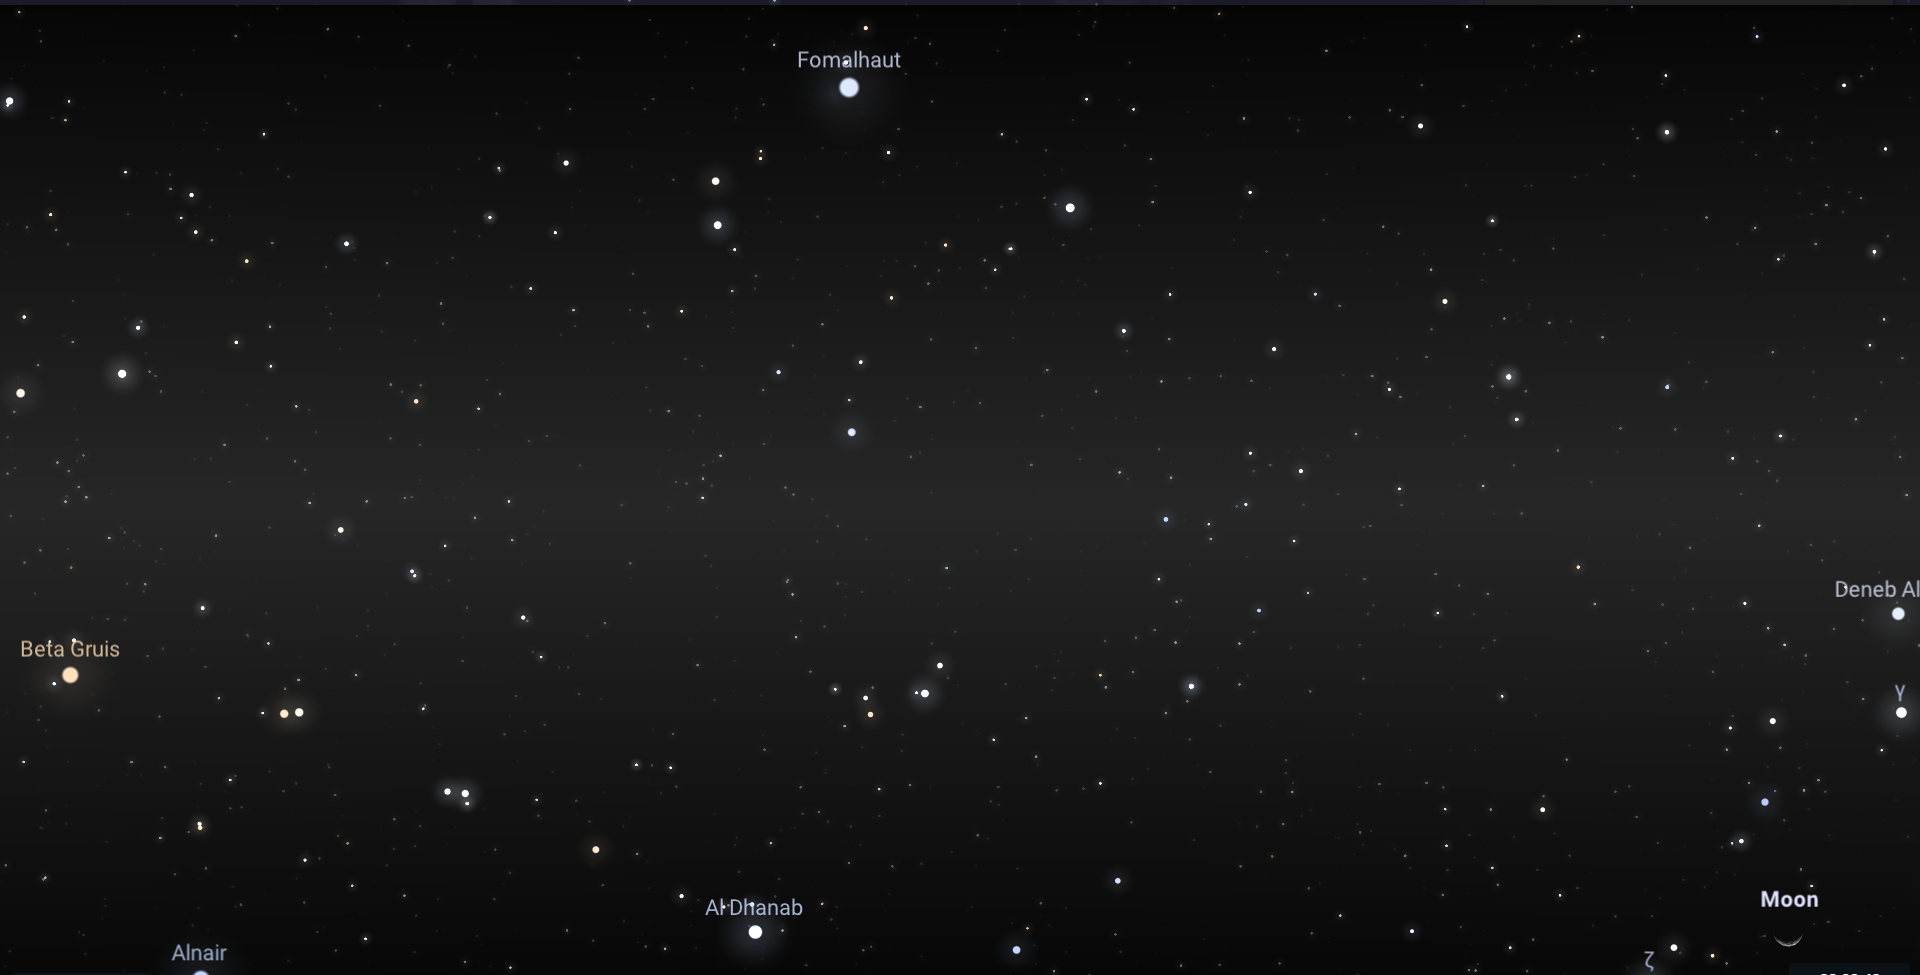 Fomalhaut
Deneb Al
Beta Gruis
γ
Moon
Al Dhanab
Alnair
ζ